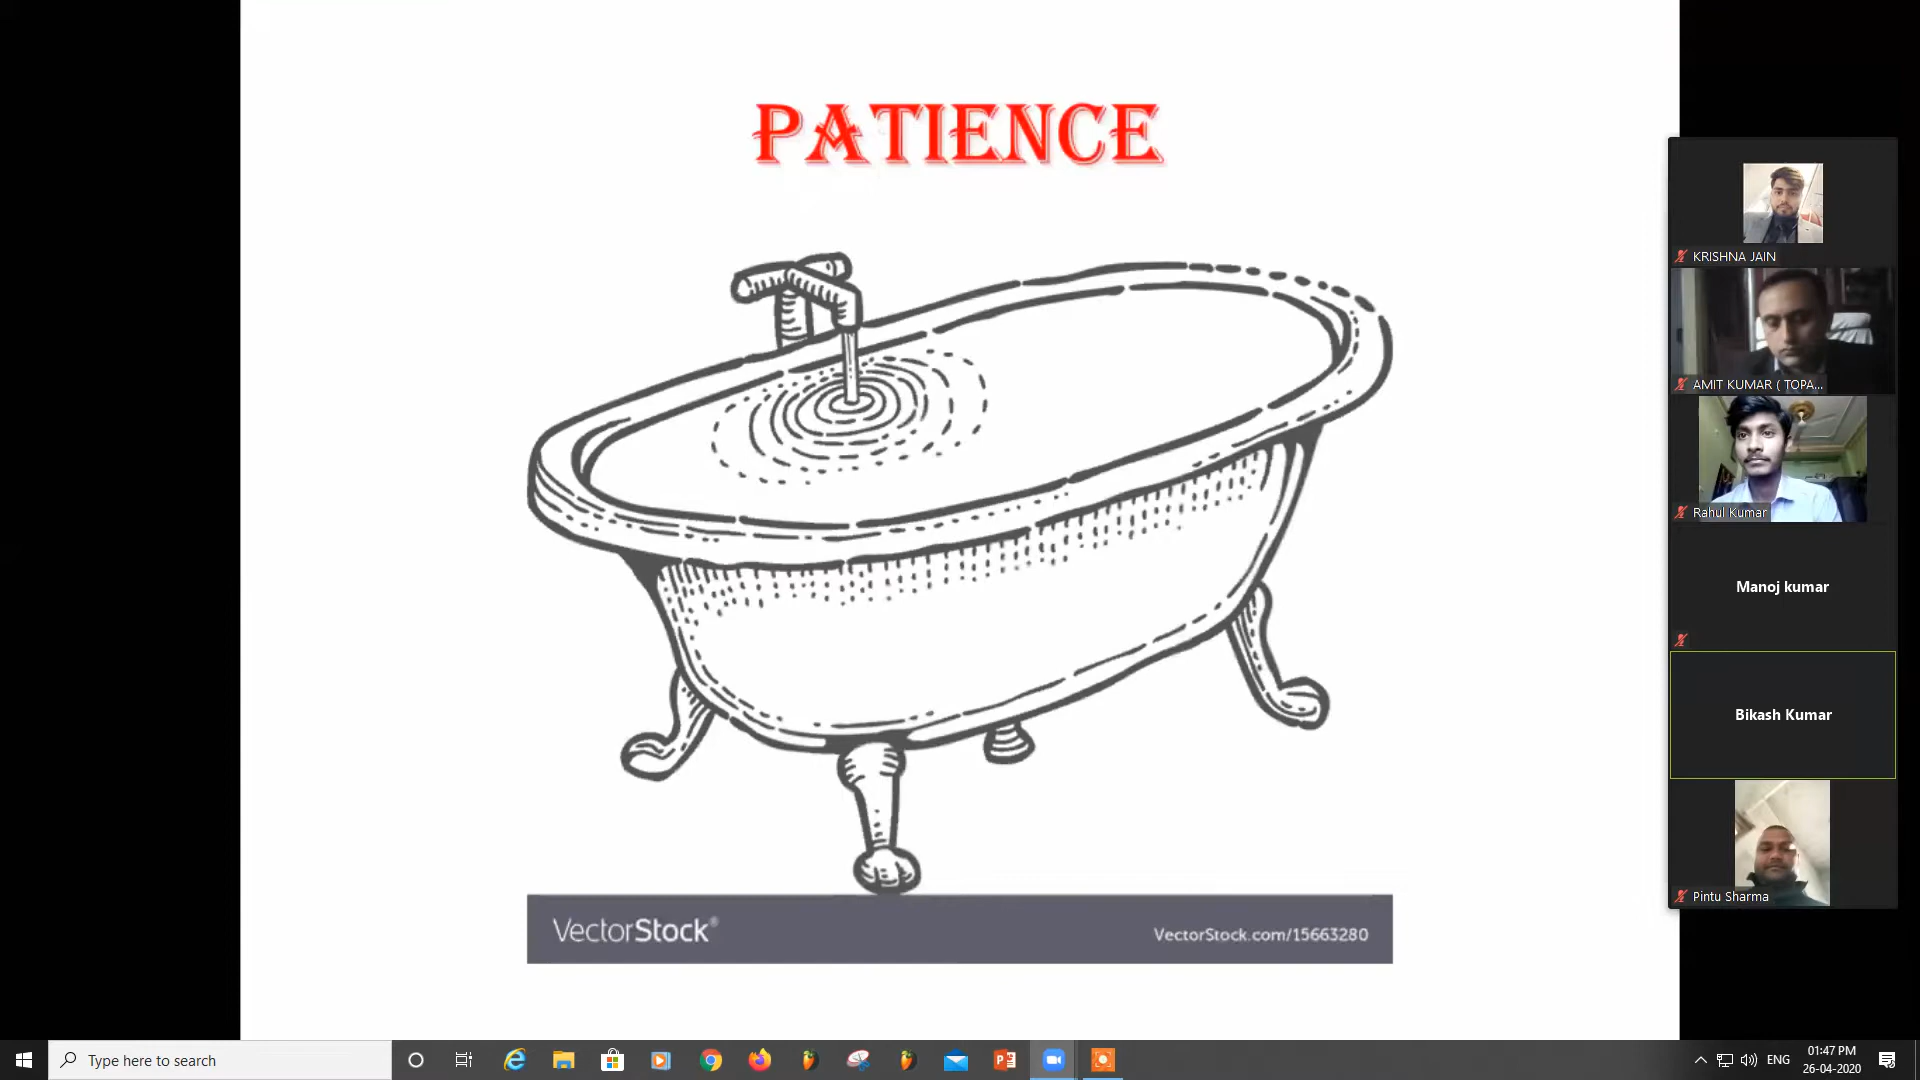 PATIENCE
VectorStock®
VectorStock.com/15663280
KRISHNA JAIN
AMIT KUMAR ( TOPA...
Rahul Kumar
Manoj kumar
Bikash Kumar
Pintu Sharma
Type here to search
ENG
01:47 PM
26-04-2020